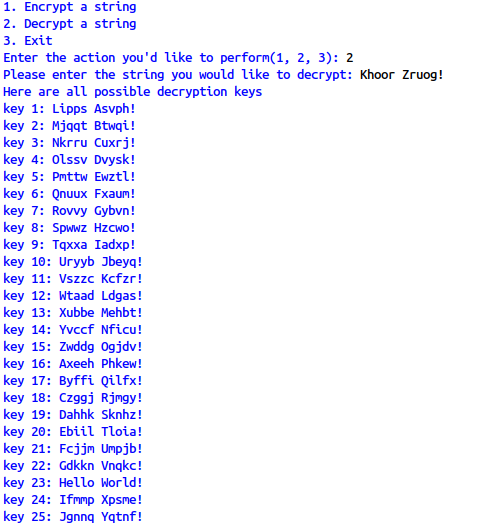 1. Encrypt a string
2. Decrypt a string
3. Exit
Enter the action you'd like to perform(1, 2, 3): 2
Please enter the string you would like to decrypt: Khoor Zruog!
Here are all possible decryption keys
key 1: Lipps Asvph!
key 2: Mjqqt Btwqi!
key 3: Nkrru Cuxrj!
key 4: Olssv Dvysk!
key 5: Pmttw Ewztl!
key 6: Qnuux Fxaum!
key 7: Rovvy Gybvn!
key 8: Spwwz Hzcwo!
key 9: Tqxxa Iadxp!
key 10: Uryyb Jbeyq!
key 11: Vszzc Kcfzr!
key 12: Wtaad Ldgas!
key 13: Xubbe Mehbt!
key 14: Yvccf Nficu!
key 15: Zwddg Ogjdv!
key 16: Axeeh Phkew!
key 17: Byffi Qilfx!
key 18: Czggj Rjmgy!
key 19: Dahhk Sknhz!
key 20: Ebiil Tloia!
key 21: Fcjjm Umpjb!
key 22: Gdkkn Vnqkc!
key 23: Hello World!
key 24: Ifmmp Xpsme!
key 25: Jgnnq Yqtnf!